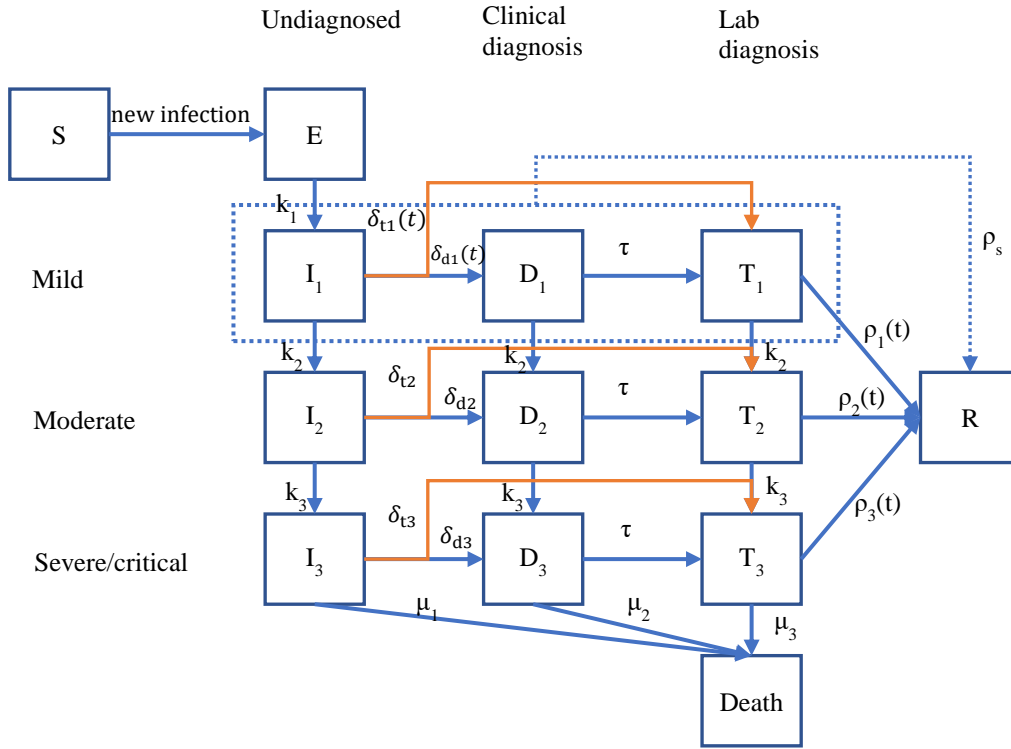 Undiagnosed
Clinical
diagnosis
Lab
diagnosis
S
new infection
E
k₁
δₜ₁(t)
δd₁(t)
τ
ρₛ
Mild
I₁
D₁
T₁
ρ₁(t)
k₂
k₂
k₂
δₜ₂
δd₂
τ
ρ₂(t)
Moderate
I₂
D₂
T₂
R
k₃
k₃
k₃
δₜ₃
δd₃
τ
ρ₃(t)
Severe/critical
I₃
D₃
T₃
μ₁
μ₂
μ₃
Death